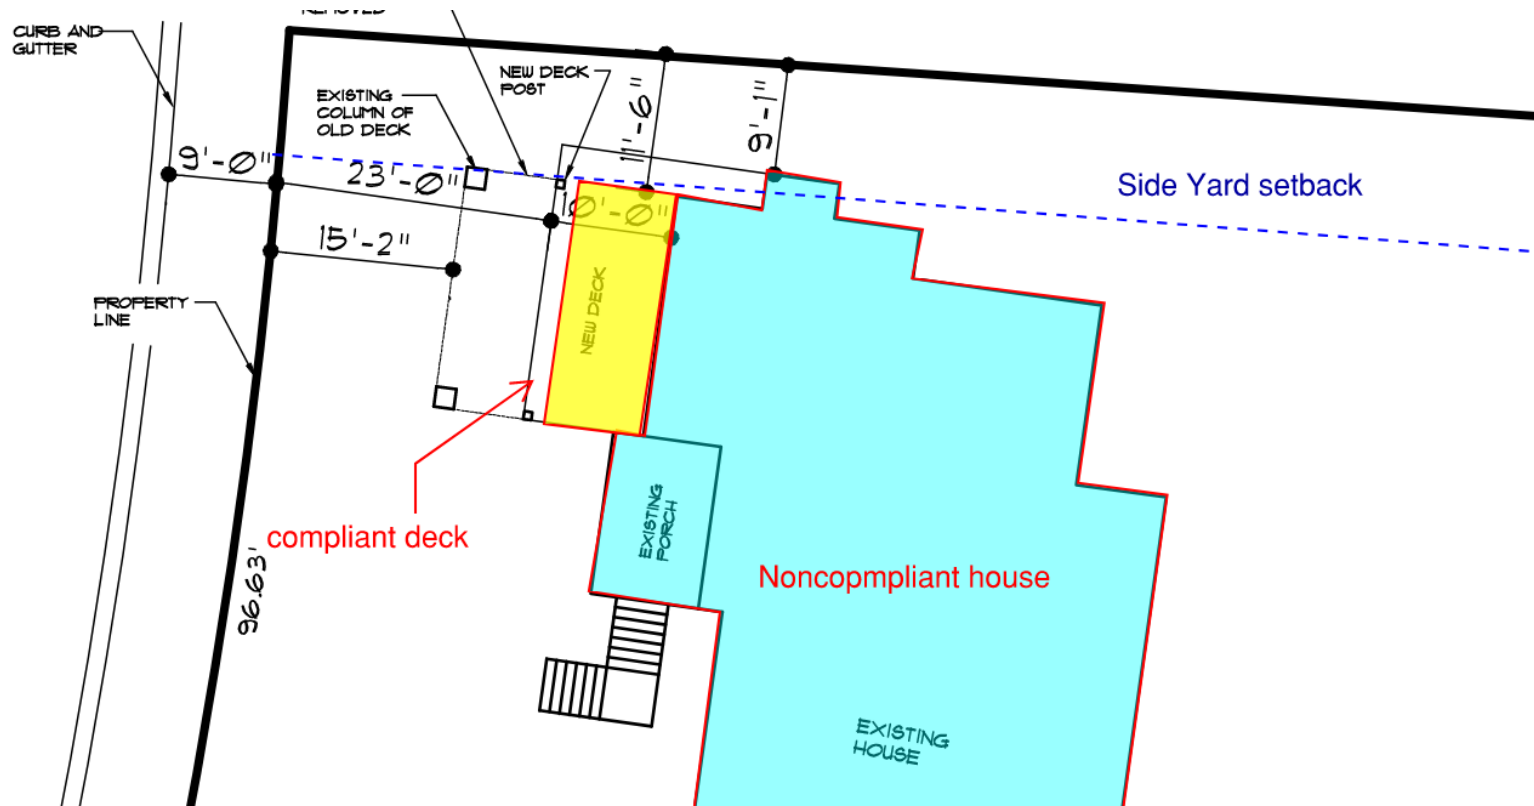 REMOVED
CURB AND
GUTTER
NEW DECK
POST
EXISTING
COLUMN OF
OLD DECK
11'-6"
9'-1"
9'-0"
23'-0"
10'-0"
15'-2"
Side Yard setback
PROPERTY
LINE
NEW DECK
compliant deck
EXISTING
PORCH
Noncopmpliant house
96.63'
EXISTING
HOUSE